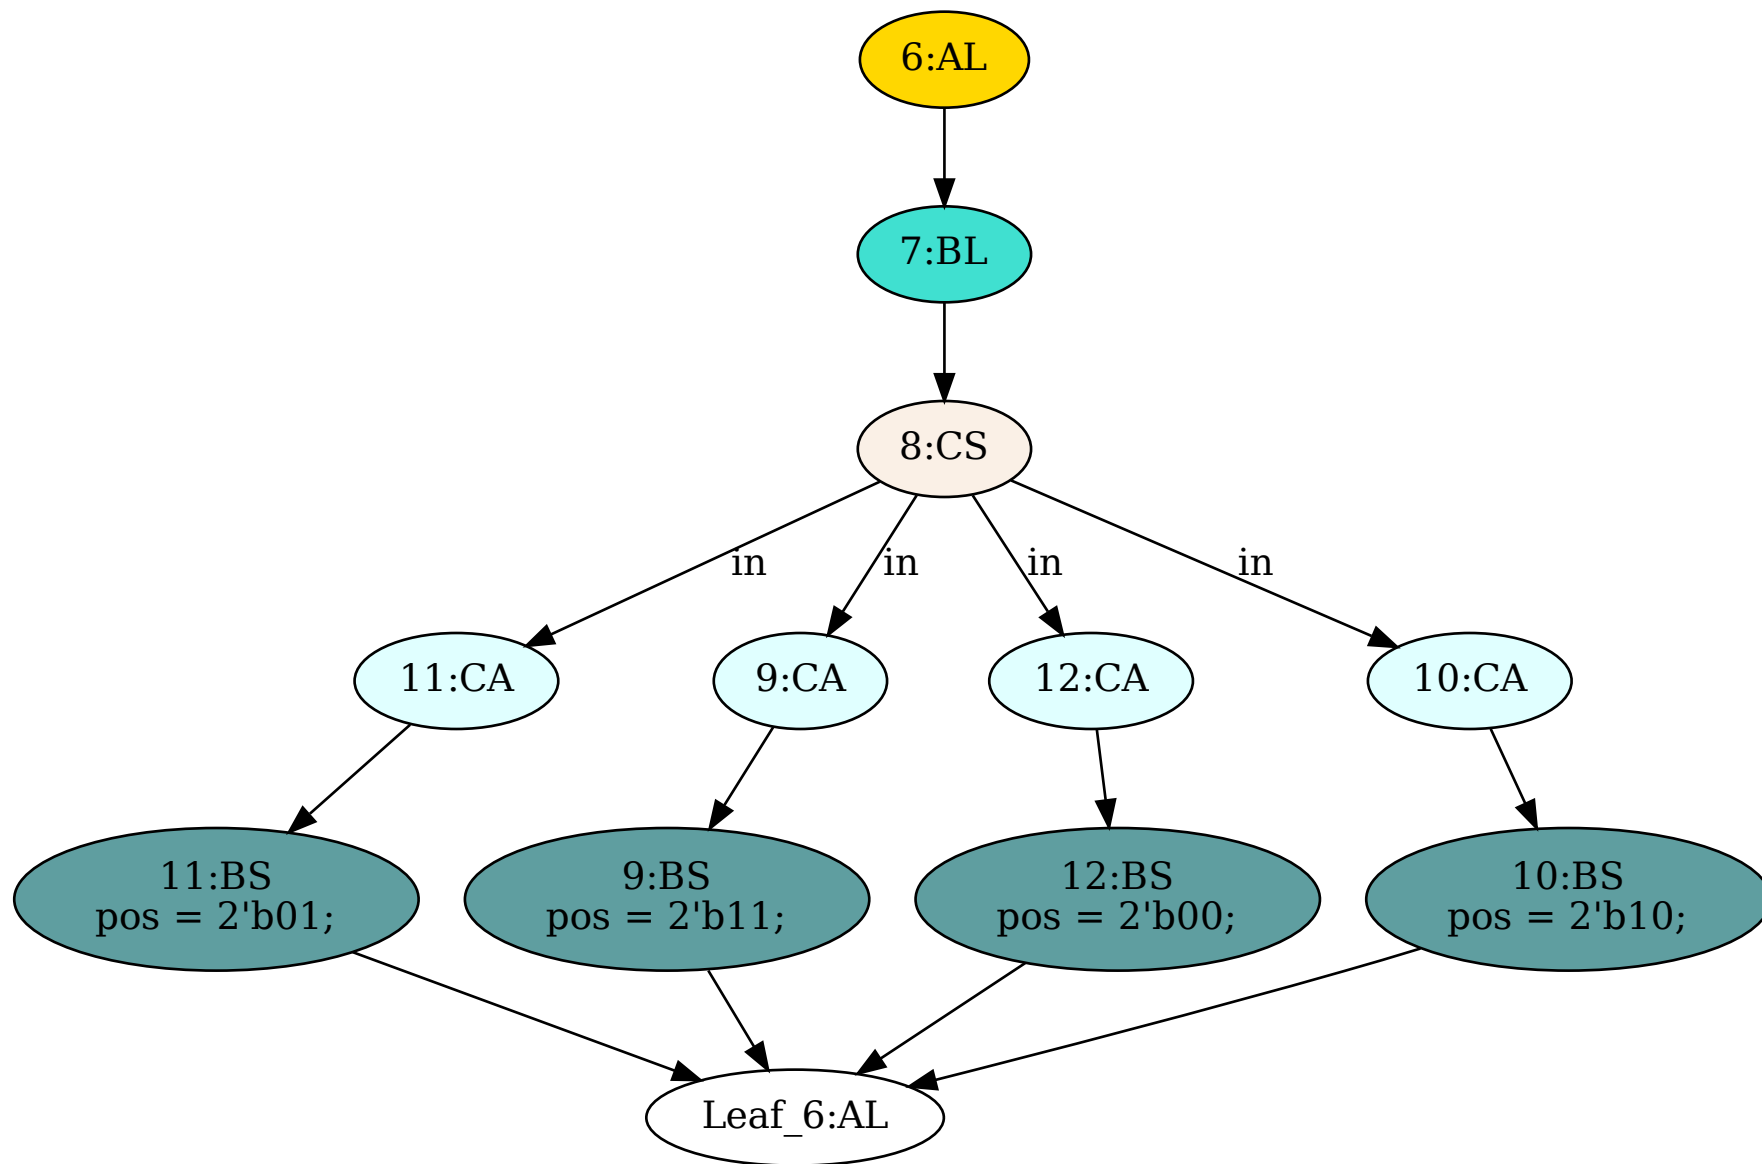 6:AL
7:BL
8:CS
in
in
in
in
11:CA
9:CA
12:CA
10:CA
11:BS
pos = 2'b01;
9:BS
pos = 2'b11;
12:BS
pos = 2'b00;
10:BS
pos = 2'b10;
Leaf_6:AL